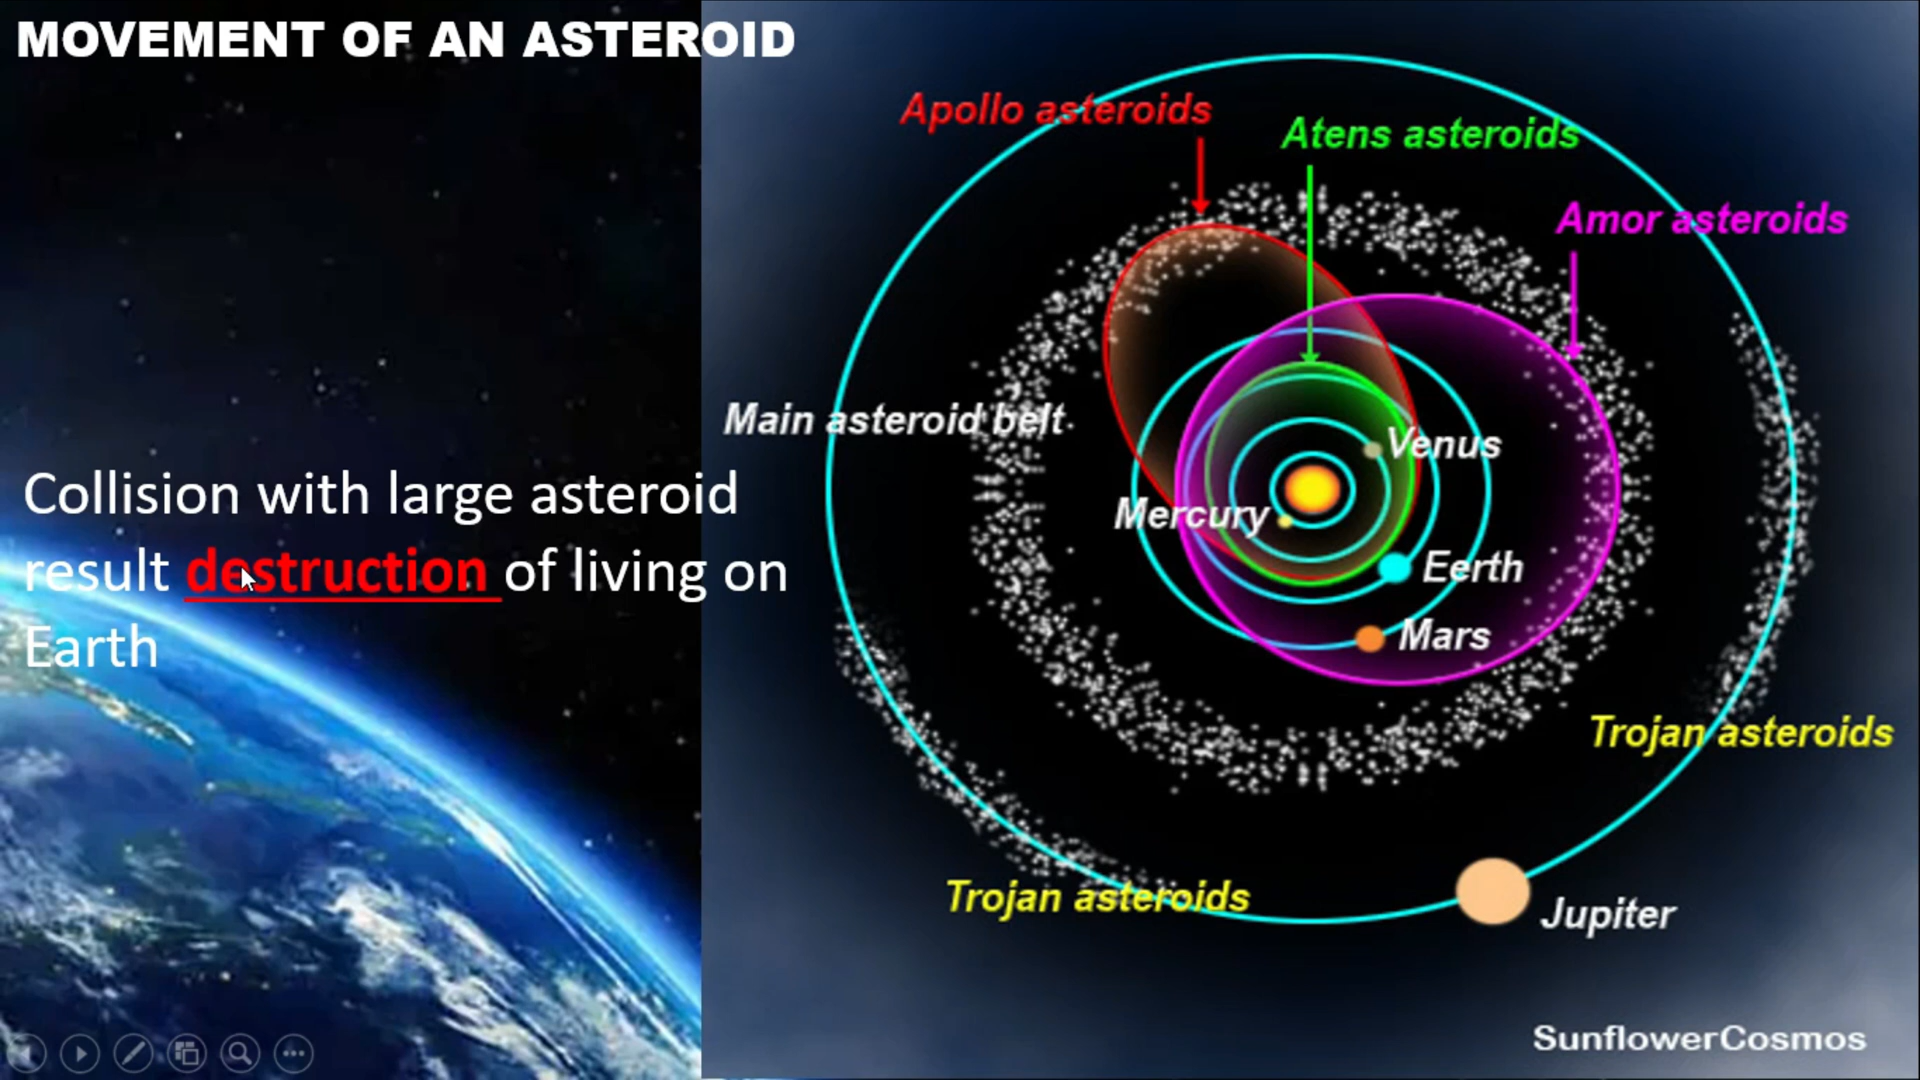 MOVEMENT OF AN ASTEROID
Collision with large asteroid
result destruction of living on
Earth
Apollo asteroids
Atens asteroids
Amor asteroids
Main asteroid belt
Venus
Mercury
Eerth
Mars
Trojan asteroids
Trojan asteroids
Jupiter
SunflowerCosmos